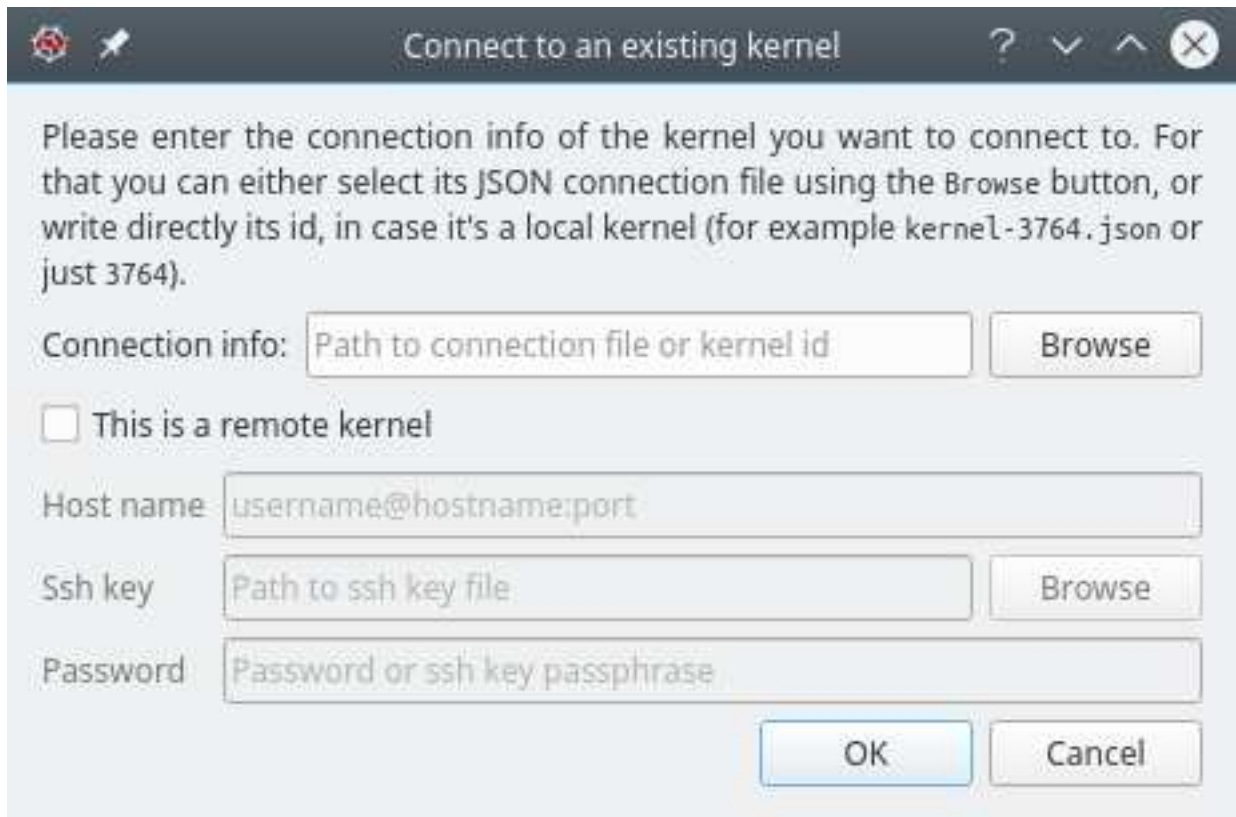 Connect to an existing kernel
Please enter the connection info of the kernel you want to connect to. For
that you can either select its JSON connection file using the Browse button, or
write directly its id, in case it's a local kernel (for example kernel-3764.json or
just 3764).
Connection info: Path to connection file or kernel id Browse
This is a remote kernel
Host name username@hostname:port
Ssh key Path to ssh key file Browse
Password Password or ssh key passphrase
OK Cancel